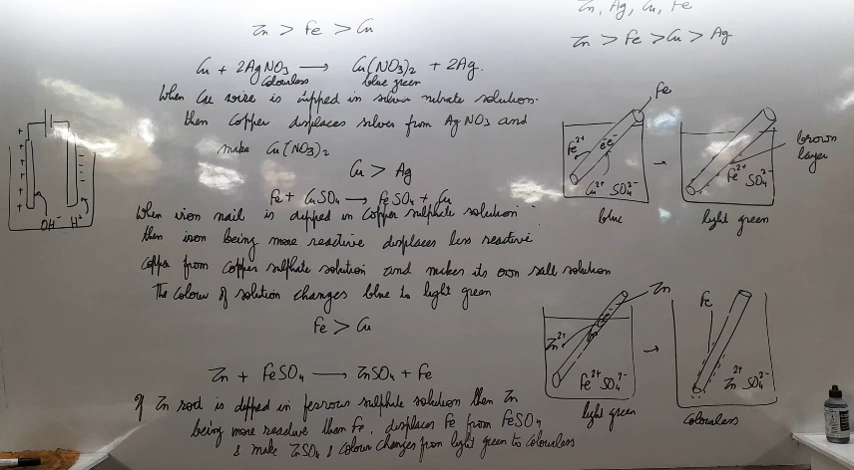 Zn > Fe > Cu
Cu + 2AgNO₃ ⟶ Cu(NO₃)₂ + 2Ag.
Colourless blue green
When Cu wire is dipped in silver nitrate solution.
then Copper displaces silver from AgNO₃ and
make Cu(NO₃)₂
Cu > Ag
Fe + CuSO₄ ⟶ FeSO₄ + Cu
When iron nail is dipped in Copper sulphate solution
then iron being more reactive displaces less reactive
Copper from Copper sulphate solution and makes its own salt solution
The Colour of solution changes blue to light green
Fe > Cu
Zn + FeSO₄ ⟶ ZnSO₄ + Fe
If Zn rod is dipped in ferrous sulphate solution then Zn
being more reactive than Fe, displaces Fe from FeSO₄
& make ZnSO₄ & Colour changes from light green to Colourless
+ + + + + +
- - - -
OH⁻ H⁺
Zn, Ag, Cu, Fe
Zn > Fe > Cu > Ag
Fe
Fe²⁺ e⁻e⁻
Cu²⁺ SO₄²⁻
blue
brown
layer
Fe²⁺ SO₄²⁻
light green
Zn
Zn²⁺
Fe²⁺ SO₄²⁻
light green
Fe
Zn²⁺ SO₄²⁻
Colourless